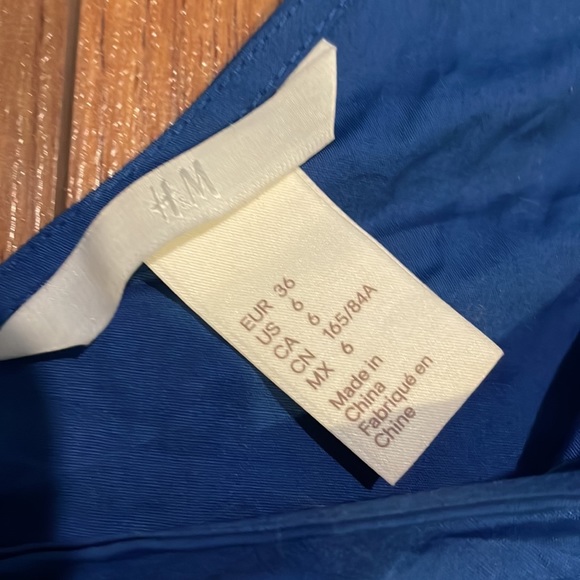 H&M
EUR 36
US 6
CA 6
CN 165/84A
MX 6
Made in
China
Fabriqué en
Chine